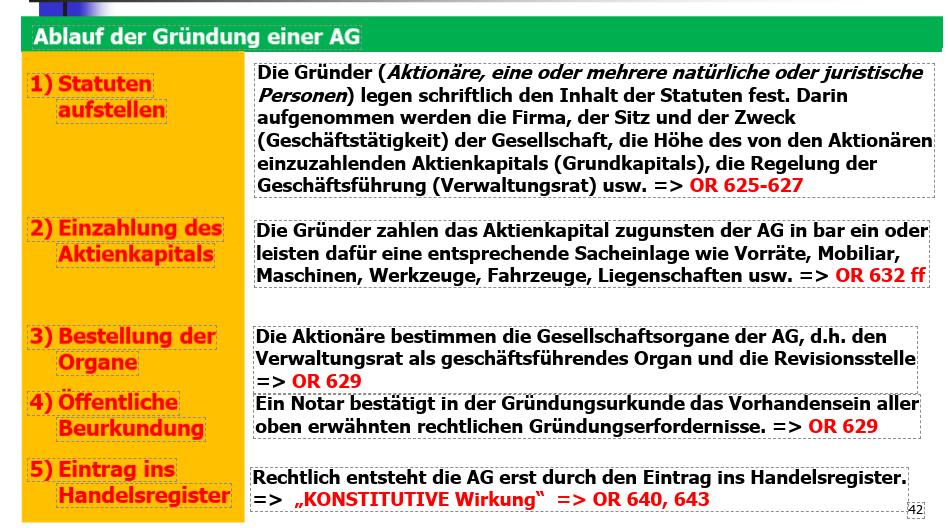 Ablauf der Gründung einer AG
1) Statuten
aufstellen
Die Gründer (Aktionäre, eine oder mehrere natürliche oder juristische
Personen) legen schriftlich den Inhalt der Statuten fest. Darin
aufgenommen werden die Firma, der Sitz und der Zweck
(Geschäftstätigkeit) der Gesellschaft, die Höhe des von den Aktionären
einzuzahlenden Aktienkapitals (Grundkapitals), die Regelung der
Geschäftsführung (Verwaltungsrat) usw. => OR 625-627
2) Einzahlung des
Aktienkapitals
Die Gründer zahlen das Aktienkapital zugunsten der AG in bar ein oder
leisten dafür eine entsprechende Sacheinlage wie Vorräte, Mobiliar,
Maschinen, Werkzeuge, Fahrzeuge, Liegenschaften usw. => OR 632 ff
3) Bestellung der
Organe
Die Aktionäre bestimmen die Gesellschaftsorgane der AG, d.h. den
Verwaltungsrat als geschäftsführendes Organ und die Revisionsstelle
=> OR 629
4) Öffentliche
Beurkundung
Ein Notar bestätigt in der Gründungsurkunde das Vorhandensein aller
oben erwähnten rechtlichen Gründungserfordernisse. => OR 629
5) Eintrag ins
Handelsregister
Rechtlich entsteht die AG erst durch den Eintrag ins Handelsregister.
=> „KONSTITUTIVE Wirkung“ => OR 640, 643
42